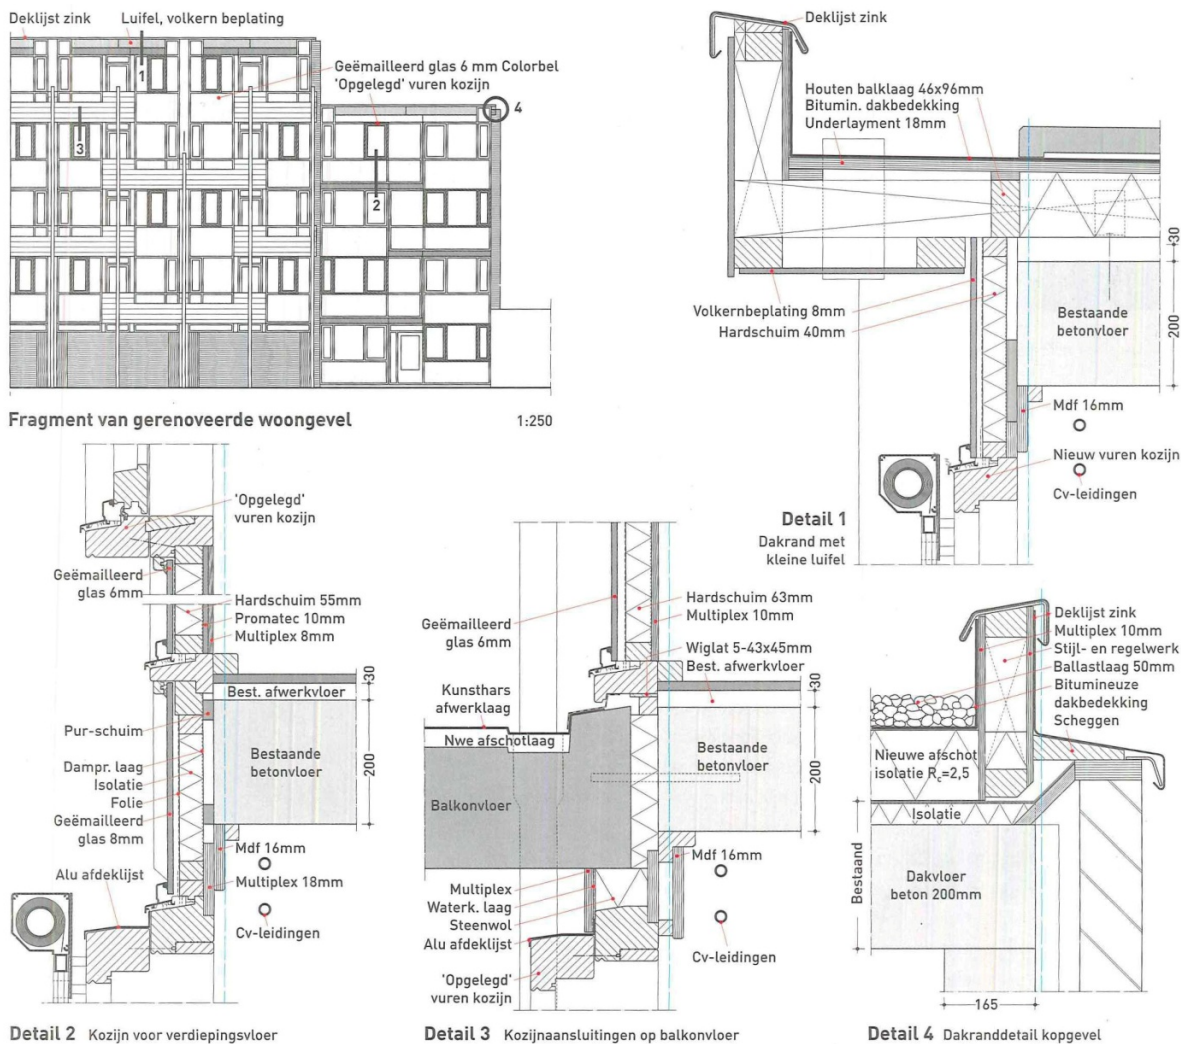 Deklijst zink
Luifel, volkern beplating
1
Geëmailleerd glas 6 mm Colorbel
'Opgelegd' vuren kozijn
4
3
2
Fragment van gerenoveerde woongevel
1:250
Deklijst zink
Houten balklaag 46x96mm
Bitumin. dakbedekking
Underlayment 18mm
30
200
Volkernbeplating 8mm
Hardschuim 40mm
Bestaande
betonvloer
Mdf 16mm
Nieuw vuren kozijn
Cv-leidingen
Detail 1
Dakrand met
kleine luifel
'Opgelegd'
vuren kozijn
Geëmailleerd
glas 6mm
Hardschuim 55mm
Promatec 10mm
Multiplex 8mm
Best. afwerkvloer
30
200
Pur-schuim
Bestaande
betonvloer
Dampr. laag
Isolatie
Folie
Geëmailleerd
glas 8mm
Mdf 16mm
Alu afdeklijst
Multiplex 18mm
Cv-leidingen
Detail 2 Kozijn voor verdiepingsvloer
Geëmailleerd
glas 6mm
Hardschuim 63mm
Multiplex 10mm
Wiglat 5-43x45mm
Best. afwerkvloer
30
200
Kunsthars
afwerklaag
Nwe afschotlaag
Bestaande
betonvloer
Balkonvloer
Mdf 16mm
Multiplex
Waterk. laag
Steenwol
Alu afdeklijst
Cv-leidingen
'Opgelegd'
vuren kozijn
Detail 3 Kozijnaansluitingen op balkonvloer
Deklijst zink
Multiplex 10mm
Stijl- en regelwerk
Ballastlaag 50mm
Bitumineuze
dakbedekking
Scheggen
Nieuwe afschot
isolatie Rc=2,5
Isolatie
Bestaand
Dakvloer
beton 200mm
165
Detail 4 Dakranddetail kopgevel